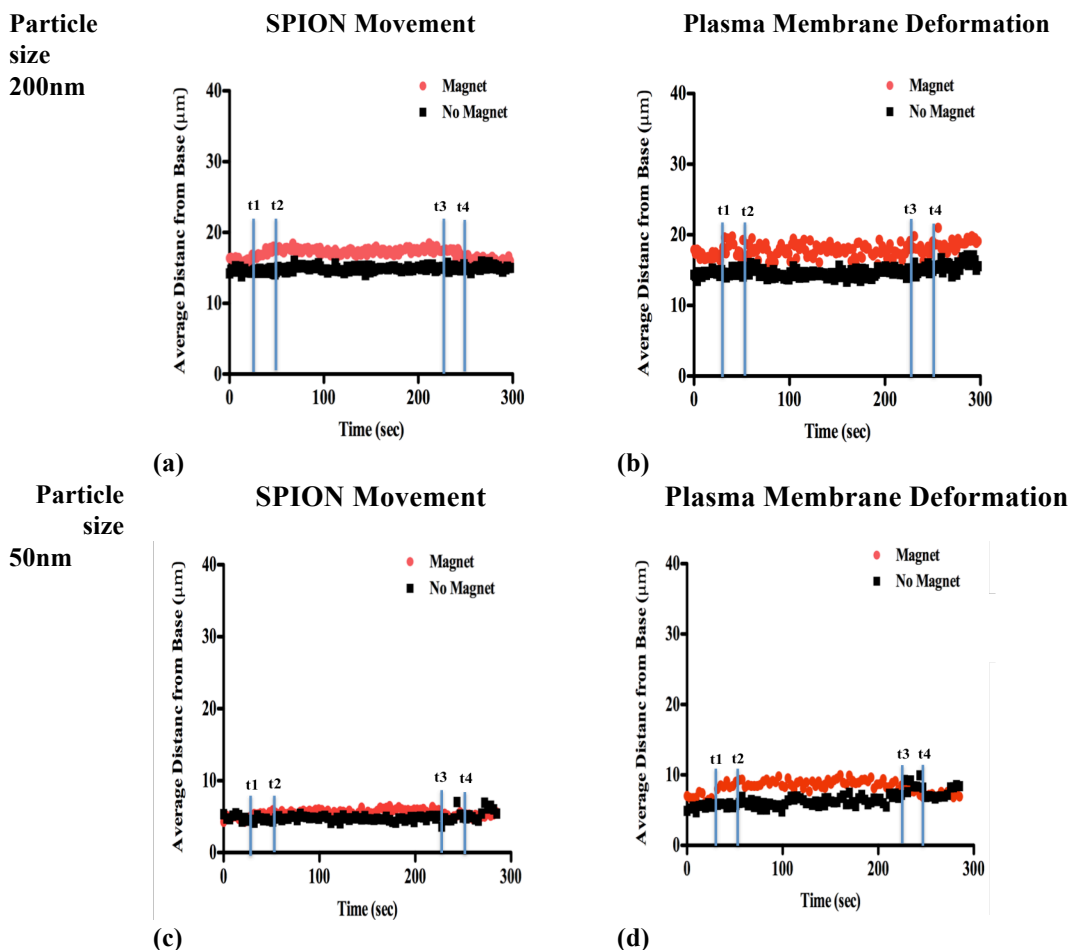 Particle size 200nm
SPION Movement
Plasma Membrane Deformation
Average Distanc from Base (μm)
40
30
20
10
0
Magnet
No Magnet
t1 t2 t3 t4
0 100 200 300
Time (sec)
(a)
Average Distanc from Base (μm)
40
30
20
10
0
Magnet
No Magnet
t1 t2 t3 t4
0 100 200 300
Time (sec)
(b)
Particle size 50nm
SPION Movement
Plasma Membrane Deformation
Average Distanc from Base (μm)
40
30
20
10
0
Magnet
No Magnet
t1 t2 t3 t4
0 100 200 300
Time (sec)
(c)
Average Distanc from Base (μm)
40
30
20
10
0
Magnet
No Magnet
t1 t2 t3 t4
0 100 200 300
Time (sec)
(d)